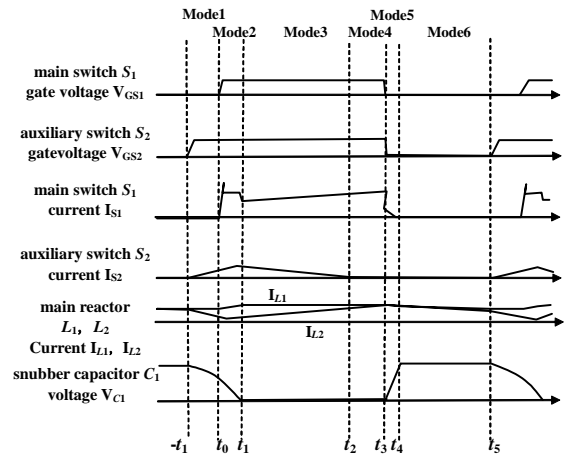 Mode1
Mode5
Mode2
Mode3
Mode4
Mode6
main switch S1
gate voltage VGS1
auxiliary switch S2
gatevoltage VGS2
main switch S1
current IS1
auxiliary switch S2
current IS2
main reactor
L1, L2
Current IL1, IL2
IL1
IL2
snubber capacitor C1
voltage VC1
-t1
t0
t1
t2
t3
t4
t5